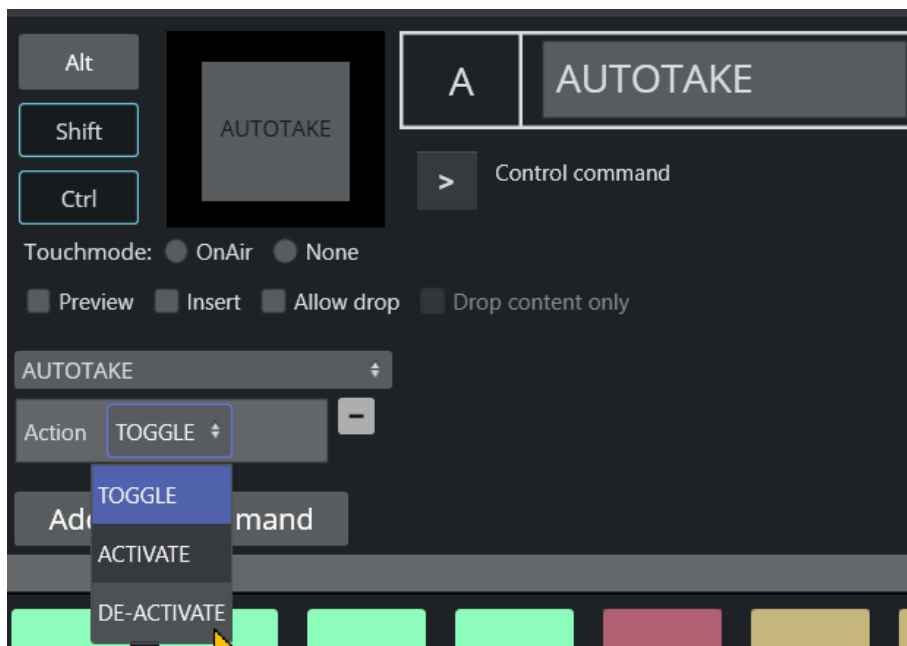 Alt
Shift
Ctrl
AUTOTAKE
A
AUTOTAKE
>
Control command
Touchmode: OnAir None
Preview Insert Allow drop Drop content only
AUTOTAKE
Action TOGGLE −
TOGGLE
ACTIVATE
DE-ACTIVATE